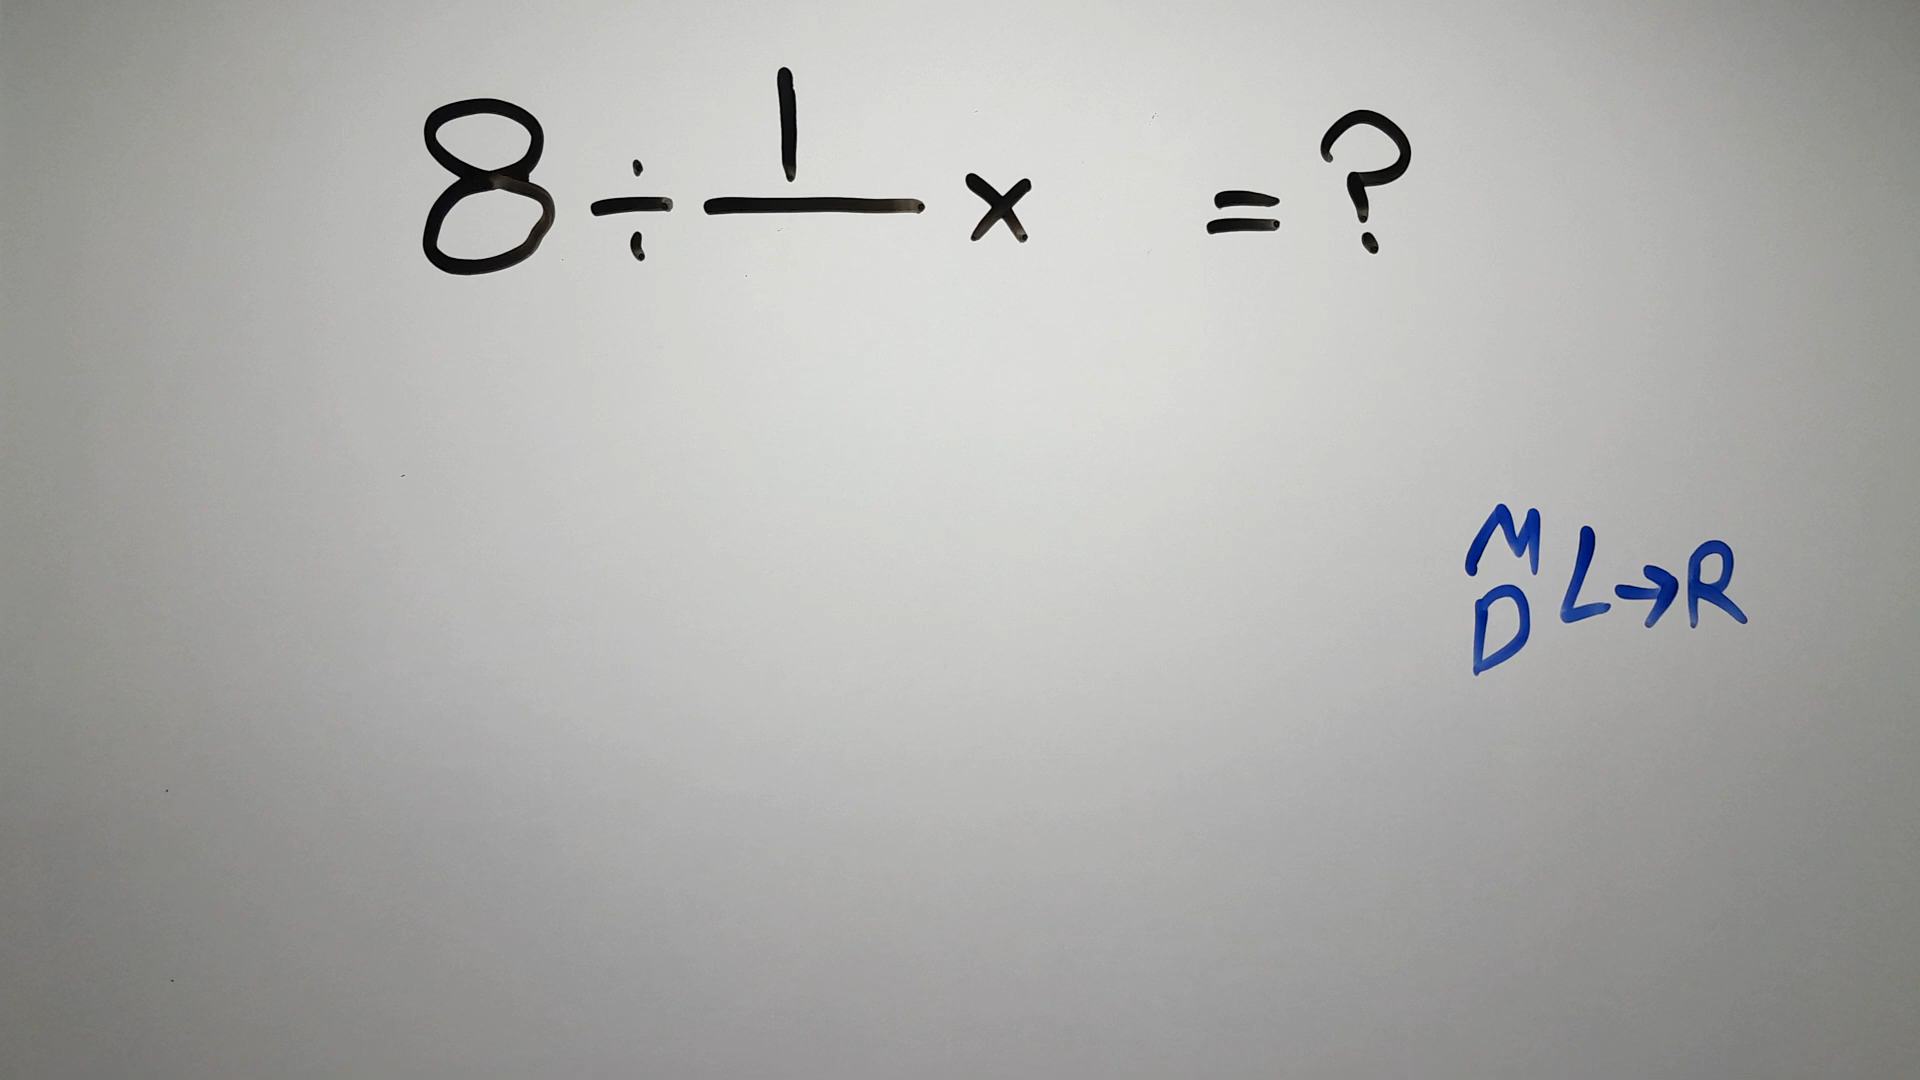 8 ÷ 1/ × = ?
M
D L→R